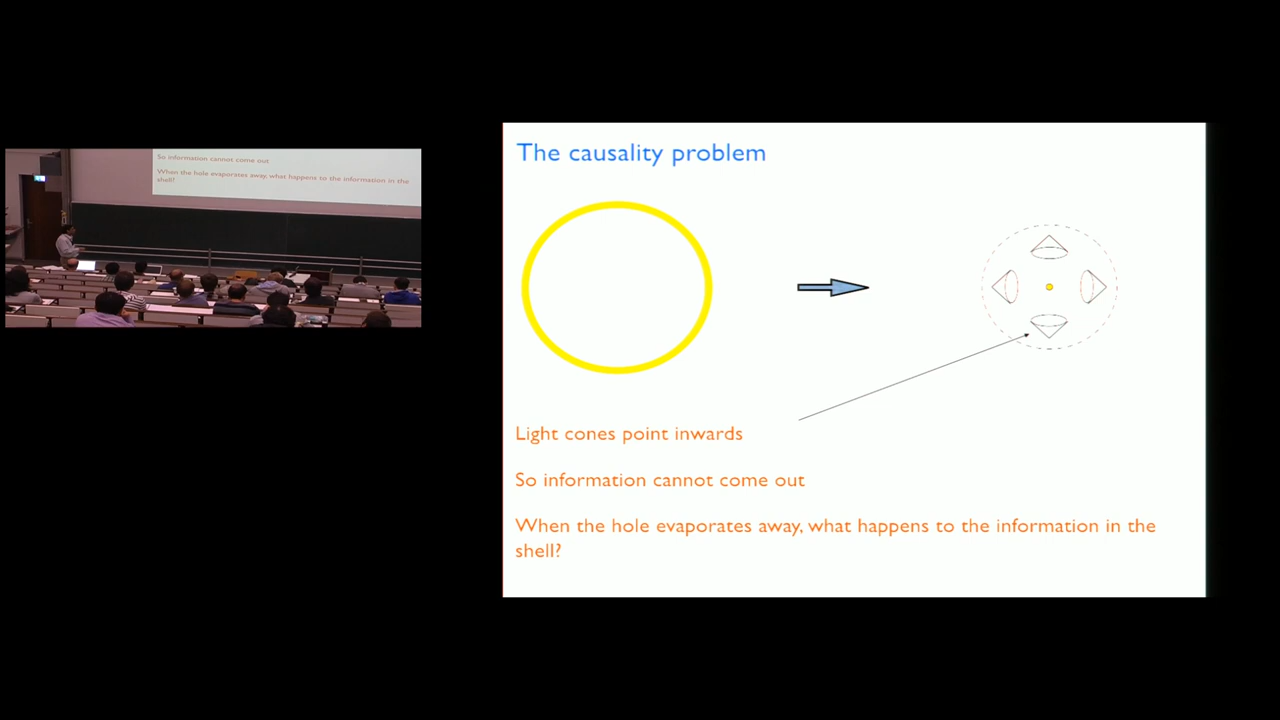 So information cannot come out
When the hole evaporates away, what happens to the information in the
shell?
The causality problem
Light cones point inwards
So information cannot come out
When the hole evaporates away, what happens to the information in the
shell?